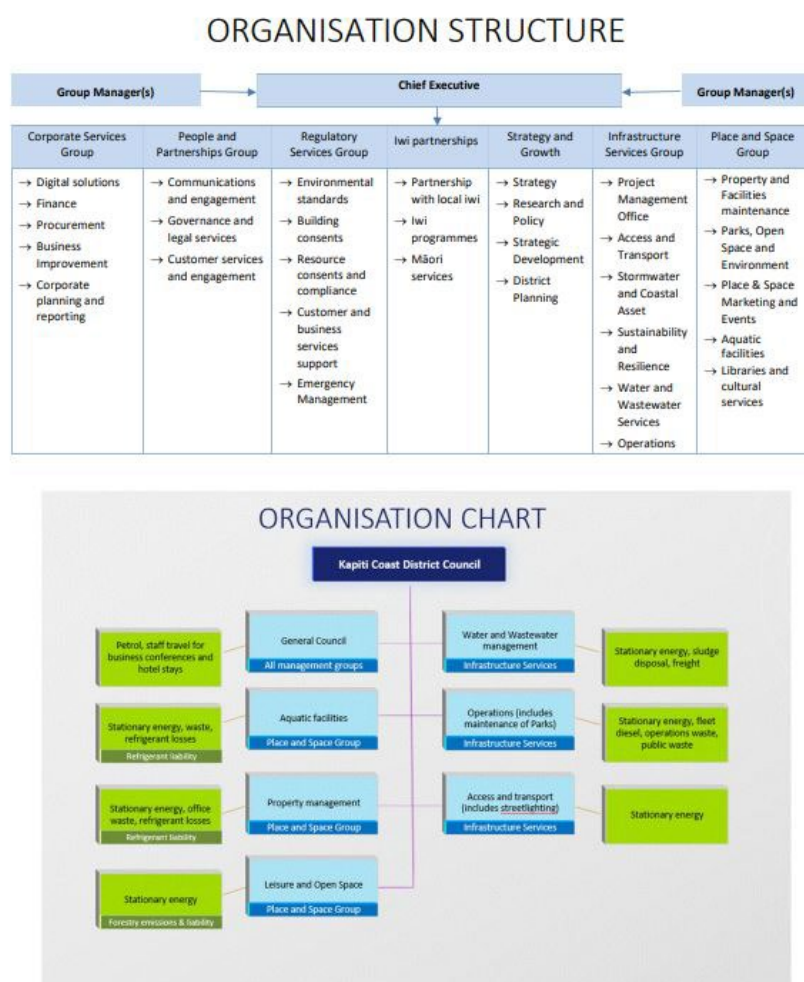 ORGANISATION STRUCTURE
Group Manager(s)
Chief Executive
Group Manager(s)
Corporate Services
Group
→ Digital solutions
→ Finance
→ Procurement
→ Business
Improvement
→ Corporate
planning and
reporting
People and
Partnerships Group
→ Communications
and engagement
→ Governance and
legal services
→ Customer services
and engagement
Regulatory
Services Group
→ Environmental
standards
→ Building
consents
→ Resource
consents and
compliance
→ Customer and
business
services
support
→ Emergency
Management
Iwi partnerships
→ Partnership
with local iwi
→ Iwi
programmes
→ Māori
services
Strategy and
Growth
→ Strategy
→ Research and
Policy
→ Strategic
Development
→ District
Planning
Infrastructure
Services Group
→ Project
Management
Office
→ Access and
Transport
→ Stormwater
and Coastal
Asset
→ Sustainability
and
Resilience
→ Water and
Wastewater
Services
→ Operations
Place and Space
Group
→ Property and
Facilities
maintenance
→ Parks, Open
Space and
Environment
→ Place & Space
Marketing and
Events
→ Aquatic
facilities
→ Libraries and
cultural
services
ORGANISATION CHART
Kapiti Coast District Council
Petrol, staff travel for
business conferences and
hotel stays
General Council
All management groups
Water and Wastewater
management
Infrastructure Services
Stationary energy, sludge
disposal, freight
Stationary energy, waste,
refrigerant losses
Refrigerant liability
Aquatic facilities
Place and Space Group
Operations (includes
maintenance of Parks)
Infrastructure Services
Stationary energy, fleet
diesel, operations waste,
public waste
Stationary energy, office
waste, refrigerant losses
Refrigerant liability
Property management
Place and Space Group
Access and transport
(includes streetlighting)
Infrastructure Services
Stationary energy
Stationary energy
Forestry emissions & liability
Leisure and Open Space
Place and Space Group